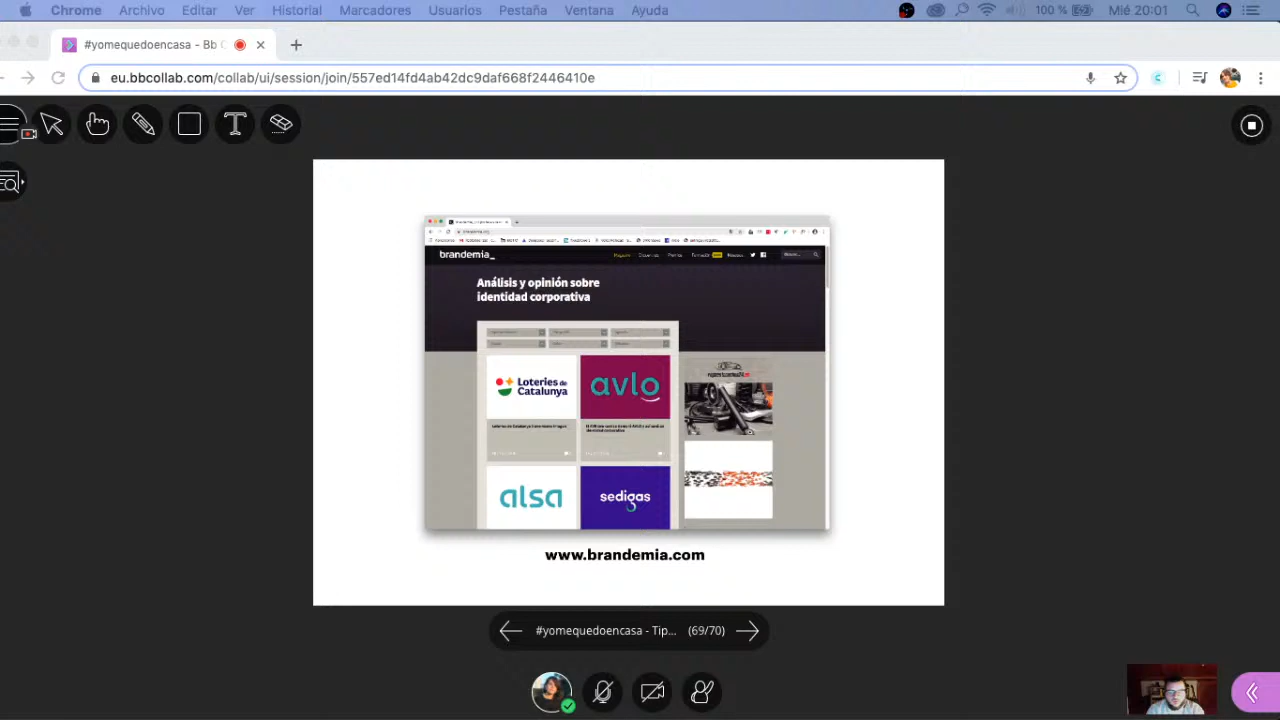 Chrome Archivo Editar Ver Historial Marcadores Usuarios Pestaña Ventana Ayuda 100 % Mié 20:01
#yomequedoencasa - Bb C
eu.bbcollab.com/collab/ui/session/join/557ed14fd4ab42dc9daf668f2446410e
brandemia_
Análisis y opinión sobre
identidad corporativa
Loteries de
Catalunya
avlo
alsa
sedigas
www.brandemia.com
#yomequedoencasa - Tip... (69/70)